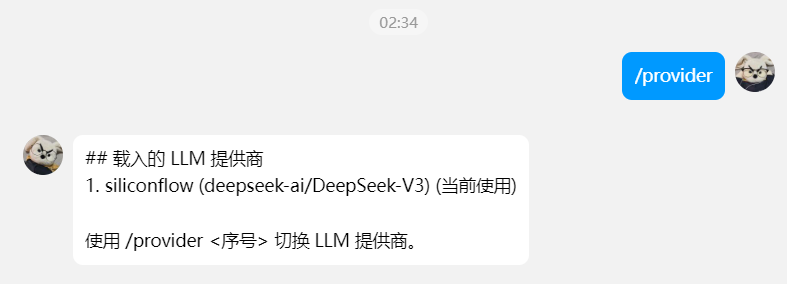 02:34
/provider
## 载入的 LLM 提供商
1. siliconflow (deepseek-ai/DeepSeek-V3) (当前使用)
使用 /provider <序号> 切换 LLM 提供商。